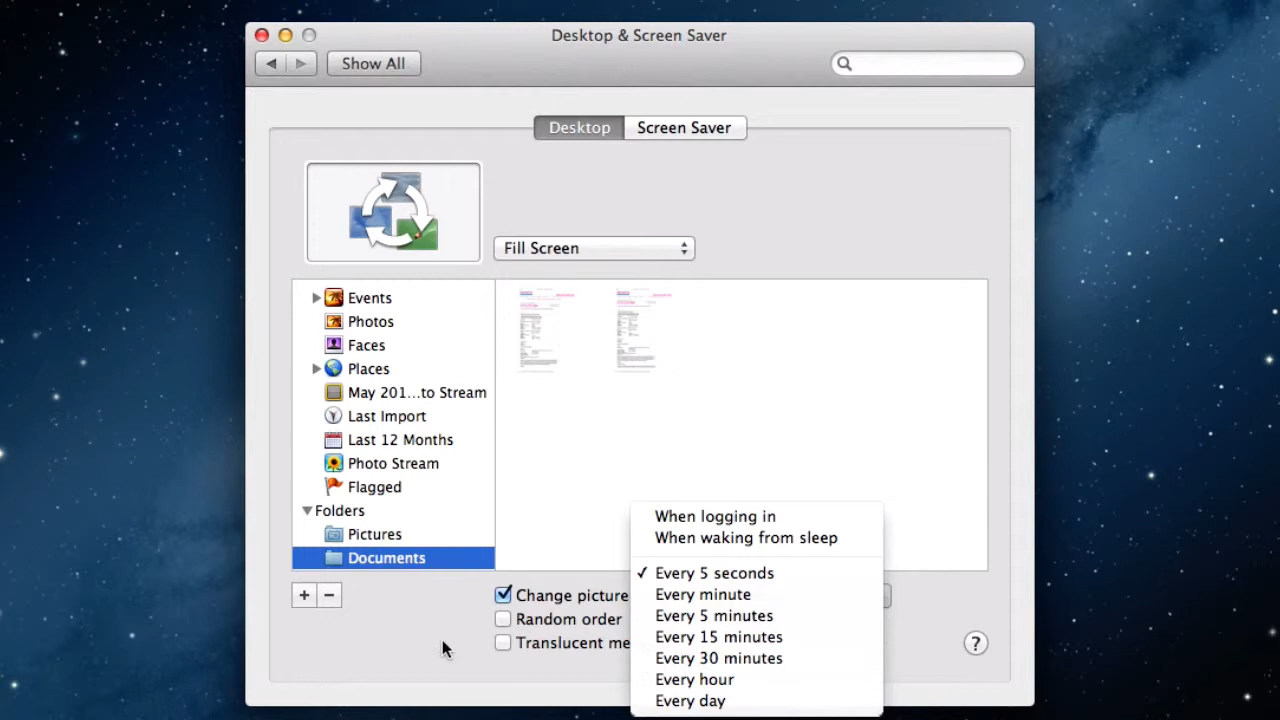 Desktop & Screen Saver
Show All
Desktop
Screen Saver
Fill Screen
Events
Photos
Faces
Places
May 201...to Stream
Last Import
Last 12 Months
Photo Stream
Flagged
Folders
Pictures
Documents
When logging in
When waking from sleep
✓ Every 5 seconds
Every minute
Every 5 minutes
Every 15 minutes
Every 30 minutes
Every hour
Every day
+ −
Change picture
Random order
Translucent me
?